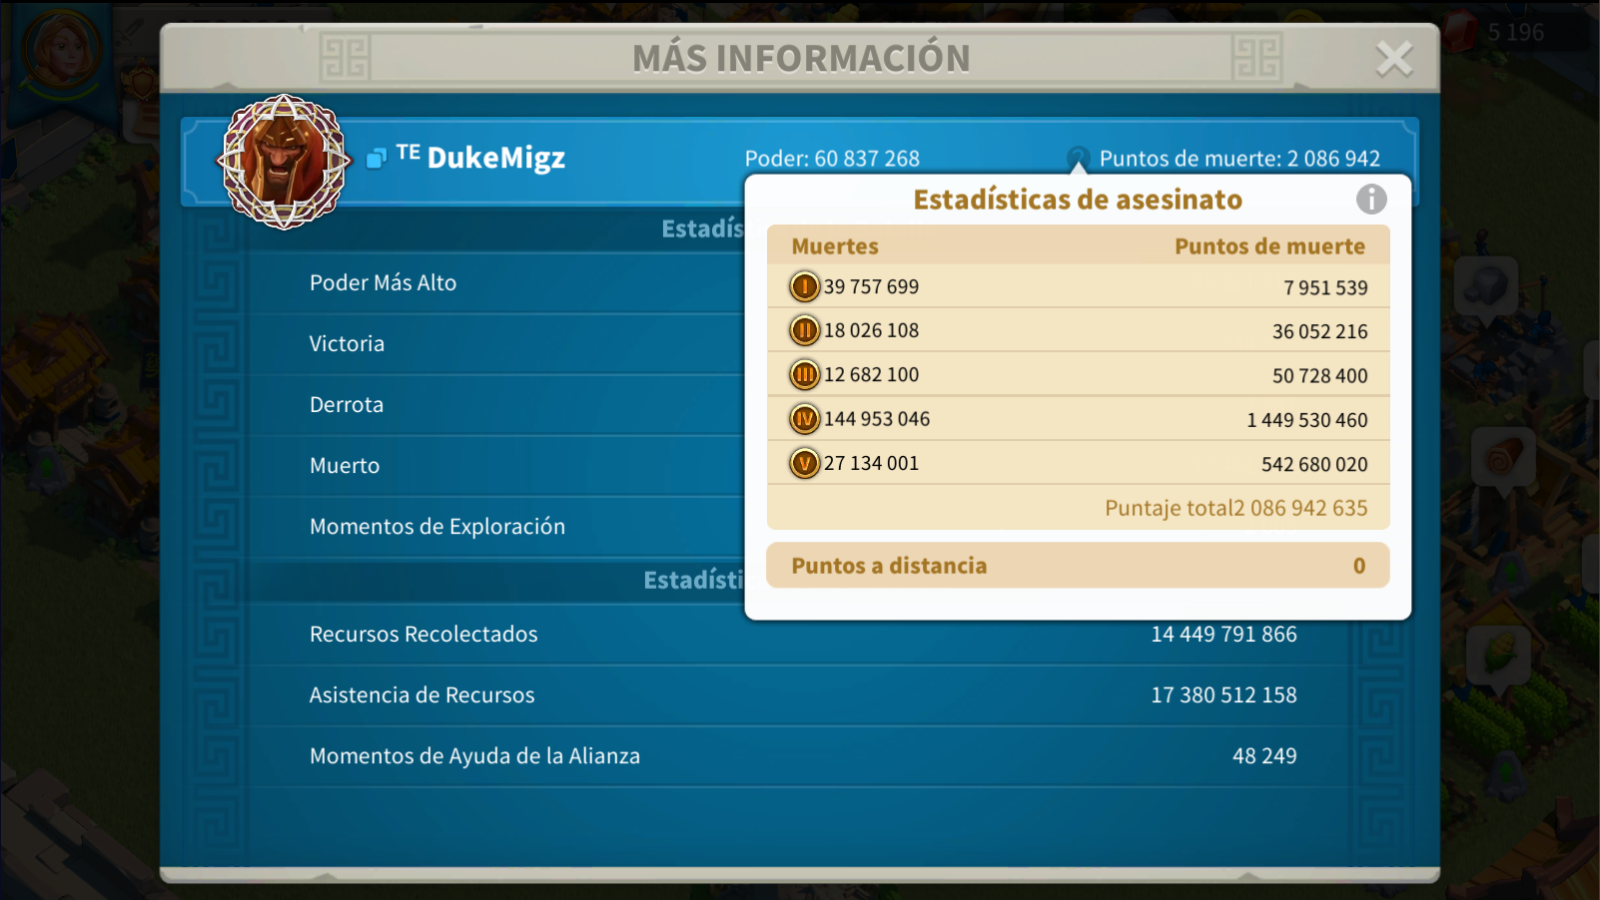 5 196
MÁS INFORMACIÓN
TE DukeMigz
Poder: 60 837 268
? Puntos de muerte: 2 086 942
Estadísticas de asesinato
i
Estadís
Muertes Puntos de muerte
Poder Más Alto
I 39 757 699 7 951 539
II 18 026 108 36 052 216
Victoria
III 12 682 100 50 728 400
Derrota
IV 144 953 046 1 449 530 460
Muerto
V 27 134 001 542 680 020
Puntaje total2 086 942 635
Momentos de Exploración
Puntos a distancia 0
Estadísti
Recursos Recolectados 14 449 791 866
Asistencia de Recursos 17 380 512 158
Momentos de Ayuda de la Alianza 48 249